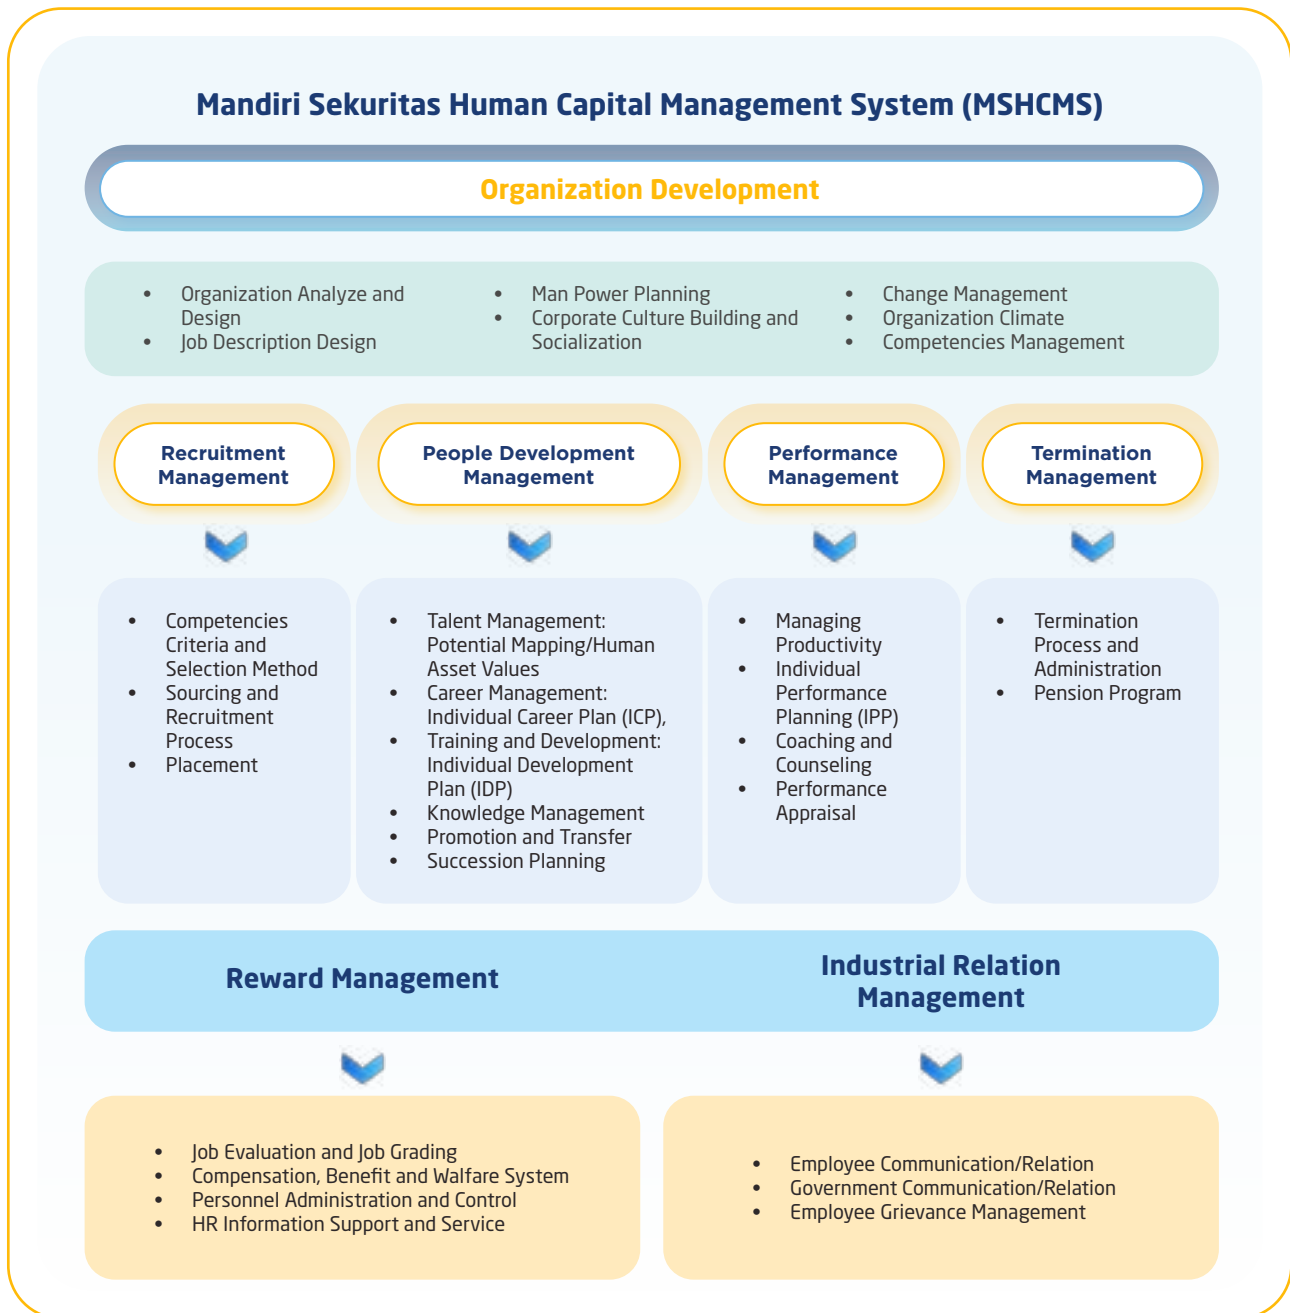 Mandiri Sekuritas Human Capital Management System (MSHCMS)
Organization Development
• Organization Analyze and
Design
• Job Description Design
• Man Power Planning
• Corporate Culture Building and
Socialization
• Change Management
• Organization Climate
• Competencies Management
Recruitment
Management
People Development
Management
Performance
Management
Termination
Management
• Competencies
Criteria and
Selection Method
• Sourcing and
Recruitment
Process
• Placement
• Talent Management:
Potential Mapping/Human
Asset Values
• Career Management:
Individual Career Plan (ICP),
• Training and Development:
Individual Development
Plan (IDP)
• Knowledge Management
• Promotion and Transfer
• Succession Planning
• Managing
Productivity
• Individual
Performance
Planning (IPP)
• Coaching and
Counseling
• Performance
Appraisal
• Termination
Process and
Administration
• Pension Program
Reward Management
Industrial Relation
Management
• Job Evaluation and Job Grading
• Compensation, Benefit and Walfare System
• Personnel Administration and Control
• HR Information Support and Service
• Employee Communication/Relation
• Government Communication/Relation
• Employee Grievance Management